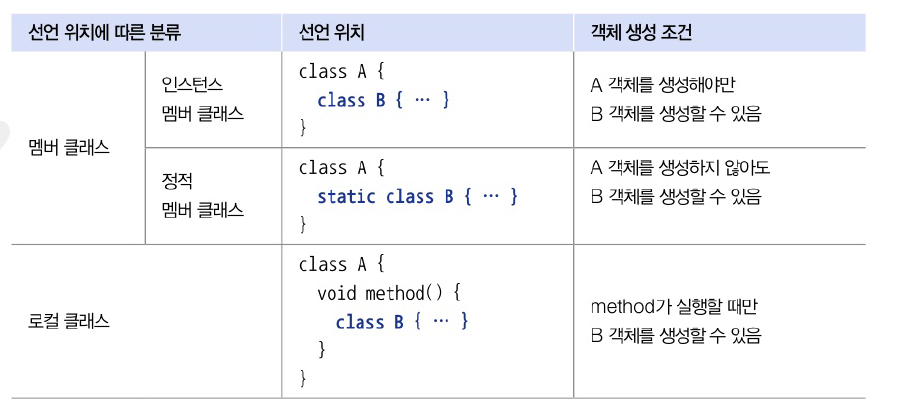 선언 위치에 따른 분류
선언 위치
객체 생성 조건
멤버 클래스
인스턴스
멤버 클래스
class A {
class B { … }
}
A 객체를 생성해야만
B 객체를 생성할 수 있음
정적
멤버 클래스
class A {
static class B { … }
}
A 객체를 생성하지 않아도
B 객체를 생성할 수 있음
로컬 클래스
class A {
void method() {
class B { … }
}
}
method가 실행할 때만
B 객체를 생성할 수 있음